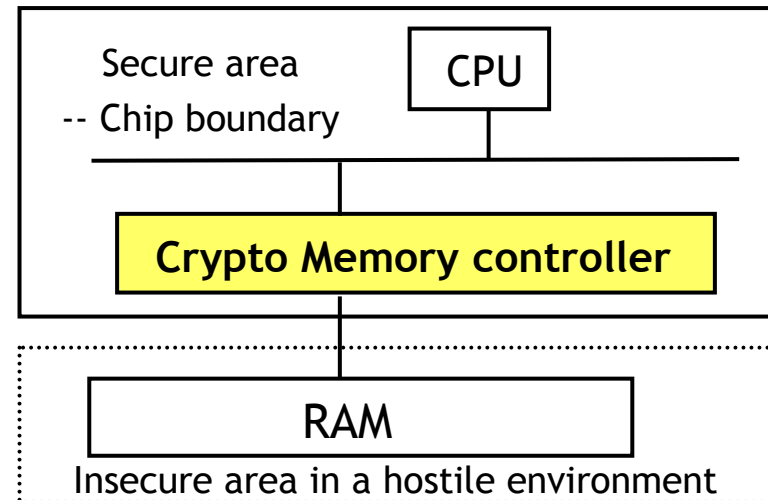 Secure area
CPU
-- Chip boundary
Crypto Memory controller
RAM
Insecure area in a hostile environment